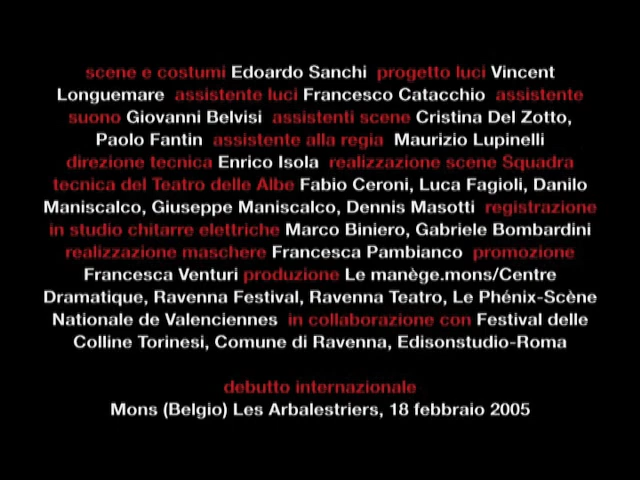 scene e costumi Edoardo Sanchi progetto luci Vincent
Longuemare assistente luci Francesco Catacchio assistente
suono Giovanni Belvisi assistenti scene Cristina Del Zotto,
Paolo Fantin assistente alla regia Maurizio Lupinelli
direzione tecnica Enrico Isola realizzazione scene Squadra
tecnica del Teatro delle Albe Fabio Ceroni, Luca Fagioli, Danilo
Maniscalco, Giuseppe Maniscalco, Dennis Masotti registrazione
in studio chitarre elettriche Marco Biniero, Gabriele Bombardini
realizzazione maschere Francesca Pambianco promozione
Francesca Venturi produzione Le manège.mons/Centre
Dramatique, Ravenna Festival, Ravenna Teatro, Le Phénix-Scène
Nationale de Valenciennes in collaborazione con Festival delle
Colline Torinesi, Comune di Ravenna, Edisonstudio-Roma
debutto internazionale
Mons (Belgio) Les Arbalestriers, 18 febbraio 2005